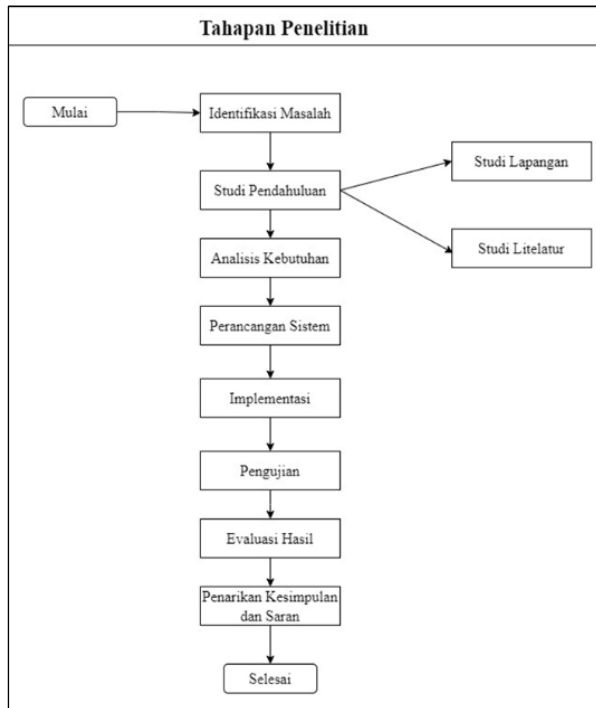 Tahapan Penelitian
Mulai
Identifikasi Masalah
Studi Pendahuluan
Studi Lapangan
Studi Litelatur
Analisis Kebutuhan
Perancangan Sistem
Implementasi
Pengujian
Evaluasi Hasil
Penarikan Kesimpulan
dan Saran
Selesai